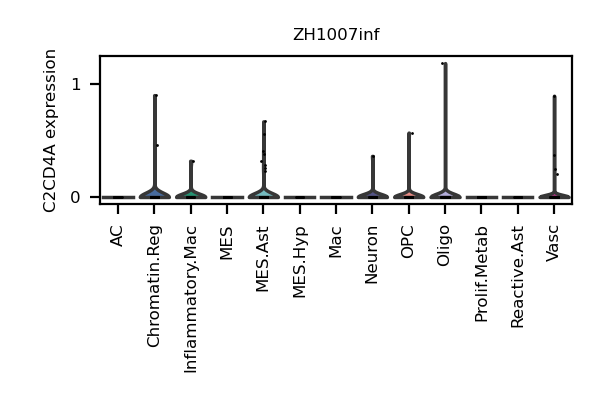 ZH1007inf
C2CD4A expression
1
0
AC
Chromatin.Reg
Inflammatory.Mac
MES
MES.Ast
MES.Hyp
Mac
Neuron
OPC
Oligo
Prolif.Metab
Reactive.Ast
Vasc